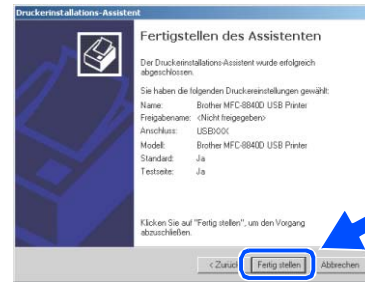 Druckerinstallations-Assistent
Fertigstellen des Assistenten
Der Druckerinstallations-Assistent wurde erfolgreich
abgeschlossen.
Sie haben die folgenden Druckereinstellungen gewählt:
Name: Brother MFC-8840D USB Printer
Freigabename: <Nicht freigegeben>
Anschluss: USBXXX
Modell: Brother MFC-8840D USB Printer
Standard: Ja
Testseite: Ja
Klicken Sie auf "Fertig stellen", um den Vorgang
abzuschließen.
< Zurück Fertig stellen Abbrechen